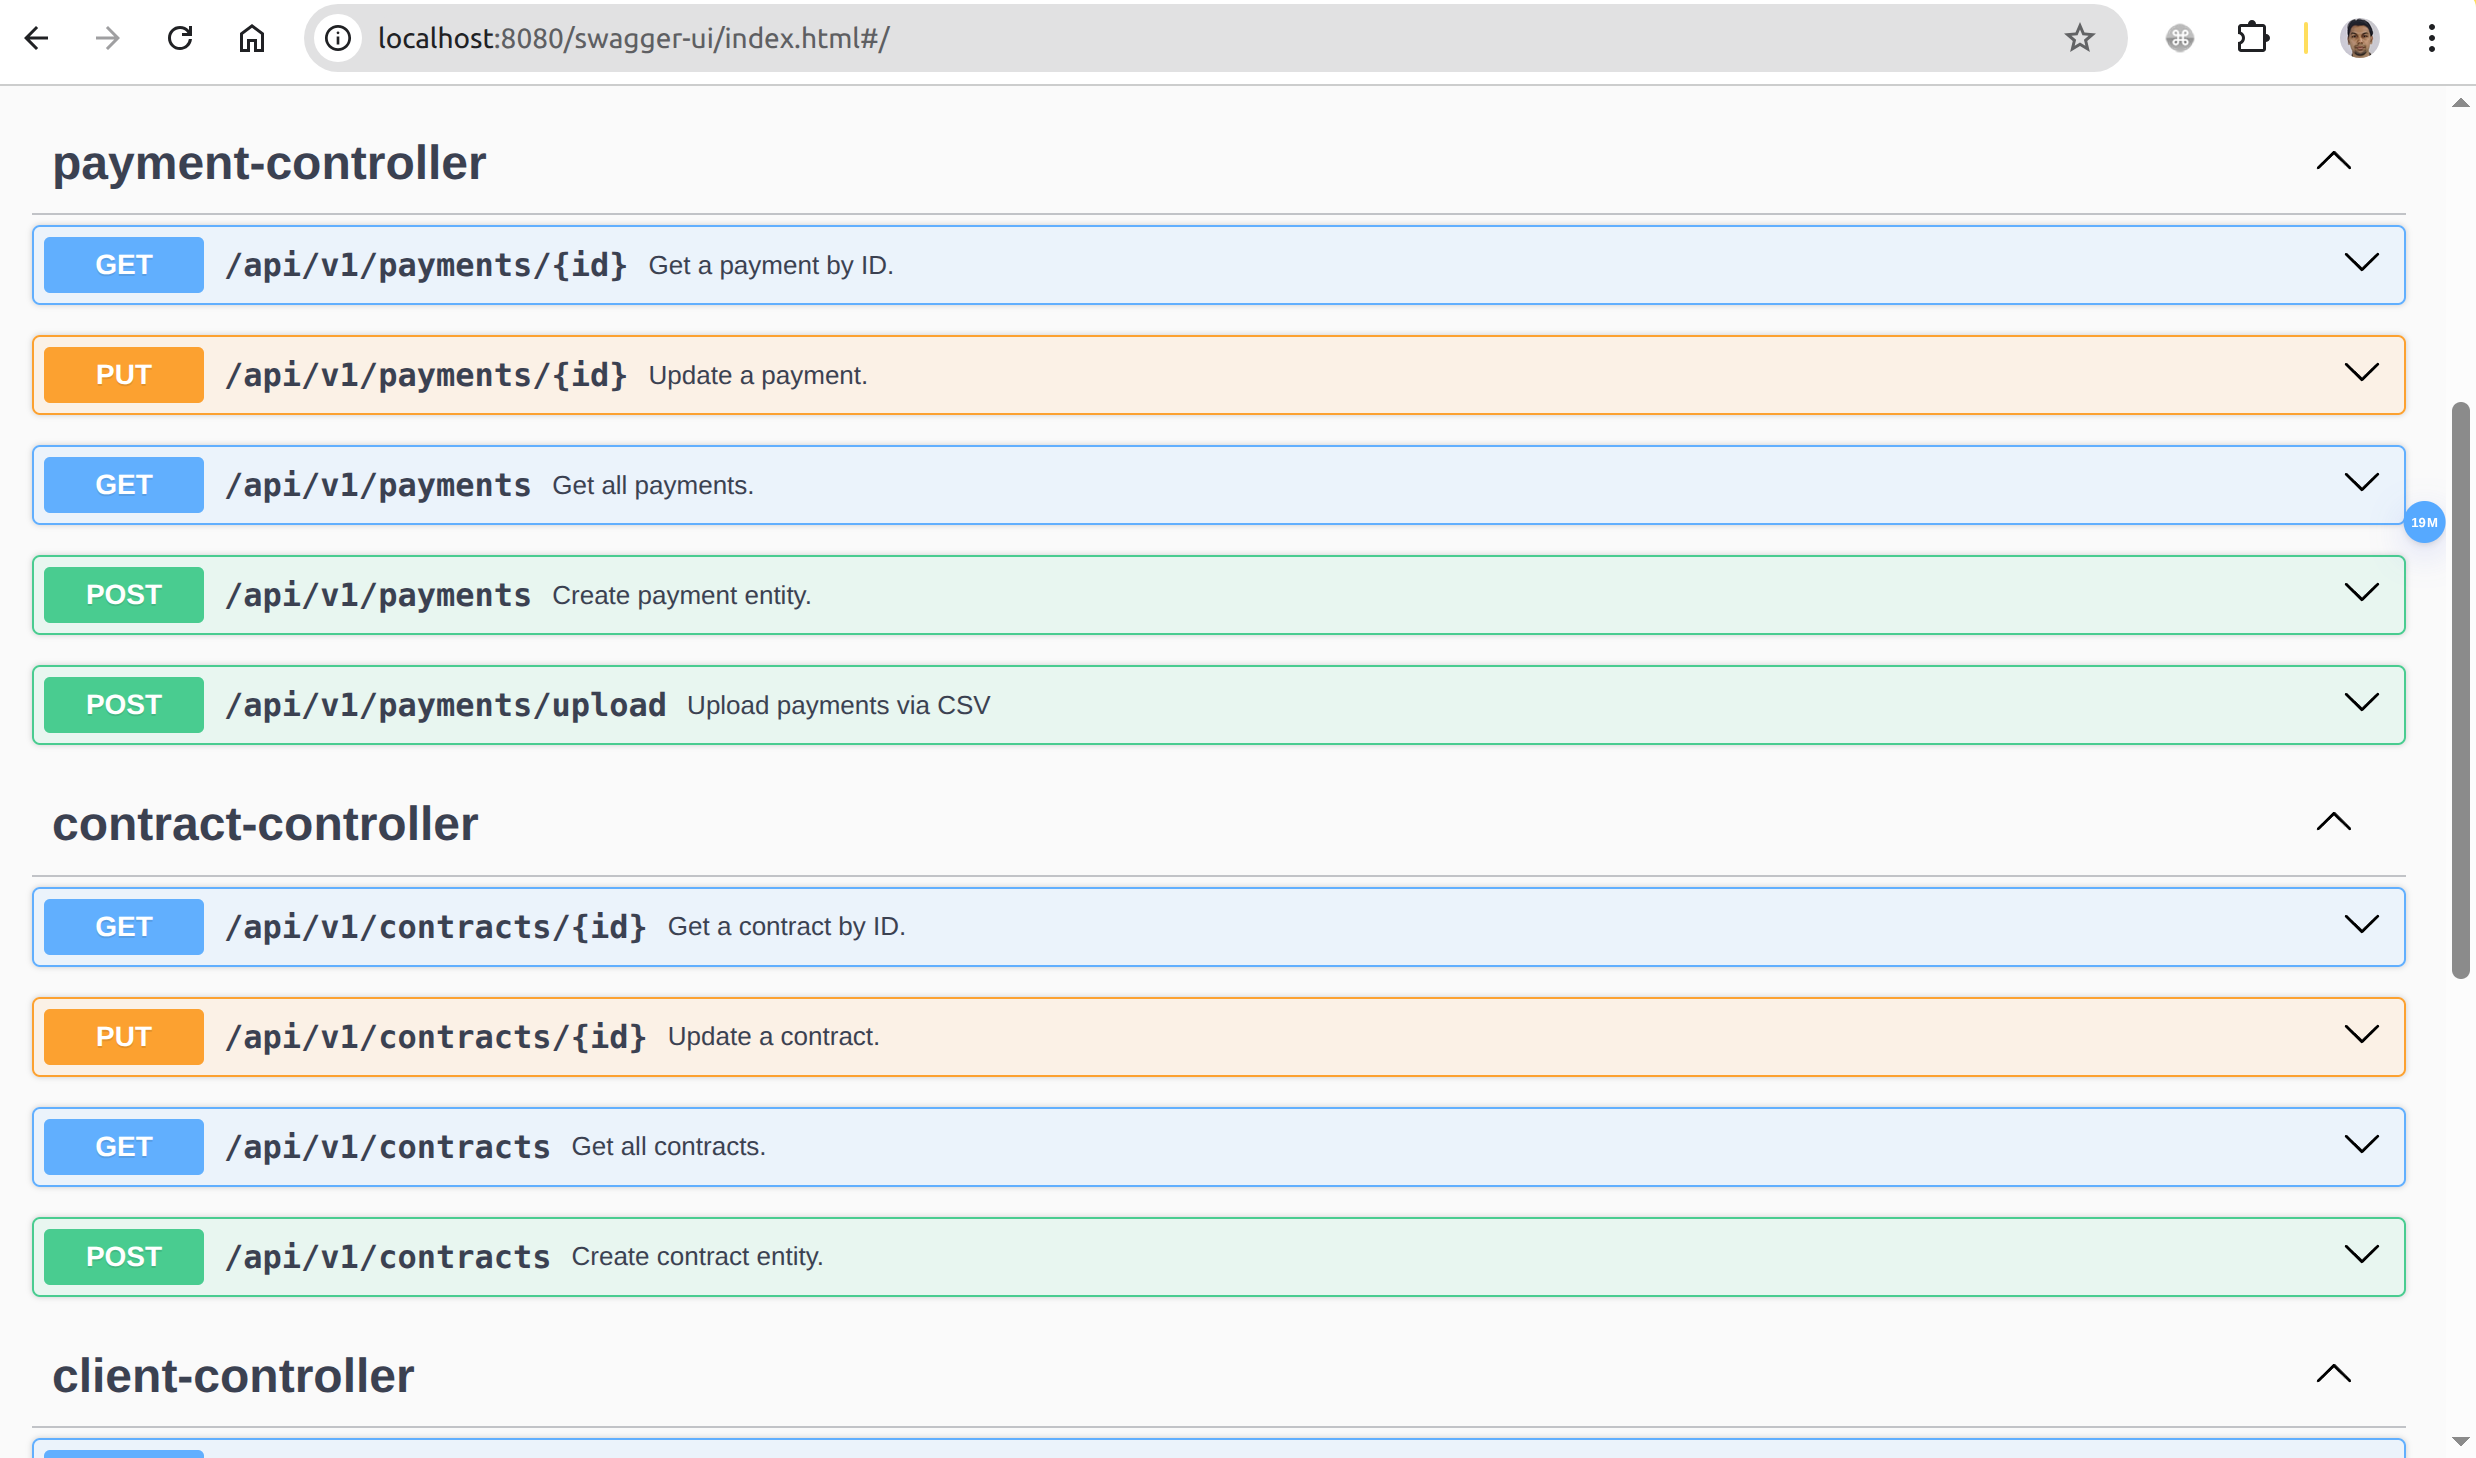 localhost:8080/swagger-ui/index.html#/
payment-controller
GET /api/v1/payments/{id} Get a payment by ID.
PUT /api/v1/payments/{id} Update a payment.
GET /api/v1/payments Get all payments.
19M
POST /api/v1/payments Create payment entity.
POST /api/v1/payments/upload Upload payments via CSV
contract-controller
GET /api/v1/contracts/{id} Get a contract by ID.
PUT /api/v1/contracts/{id} Update a contract.
GET /api/v1/contracts Get all contracts.
POST /api/v1/contracts Create contract entity.
client-controller